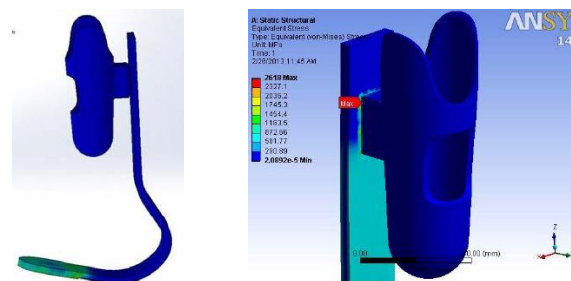 A: Static Structural
Equivalent Stress
Type: Equivalent (von-Mises) Stress
Unit: MPa
Time: 1
2/28/2013 11:45 AM
ANSYS
14
2618 Max
2327.1
2036.2
1745.3
1454.4
1163.5
872.66
581.77
290.89
2.0892e-5 Min
Max
0.00
(mm)
Z
X